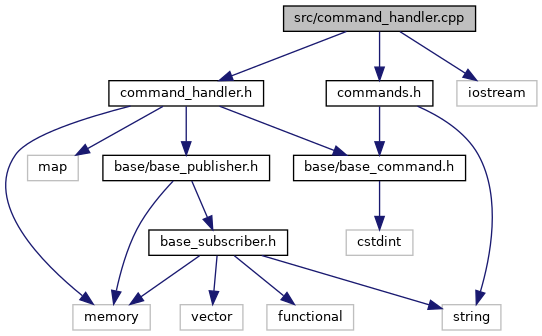 src/command_handler.cpp
command_handler.h
commands.h
iostream
map
base/base_publisher.h
base/base_command.h
base_subscriber.h
cstdint
memory
vector
functional
string